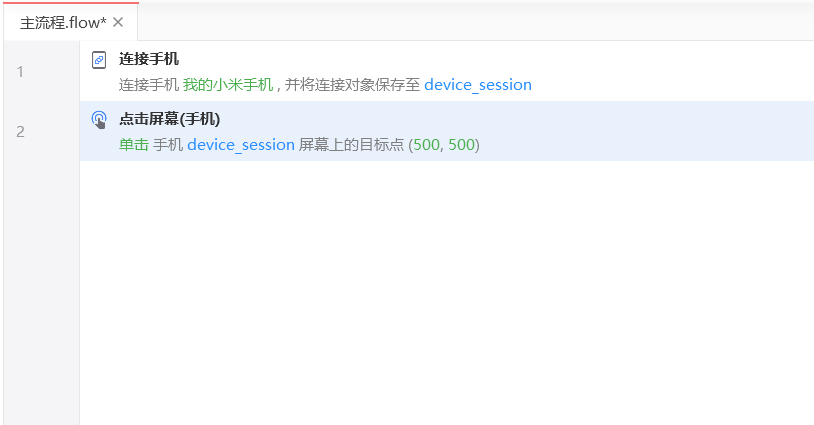 主流程.flow*
1
连接手机
连接手机 我的小米手机 , 并将连接对象保存至 device_session
2
点击屏幕(手机)
单击 手机 device_session 屏幕上的目标点 (500, 500)